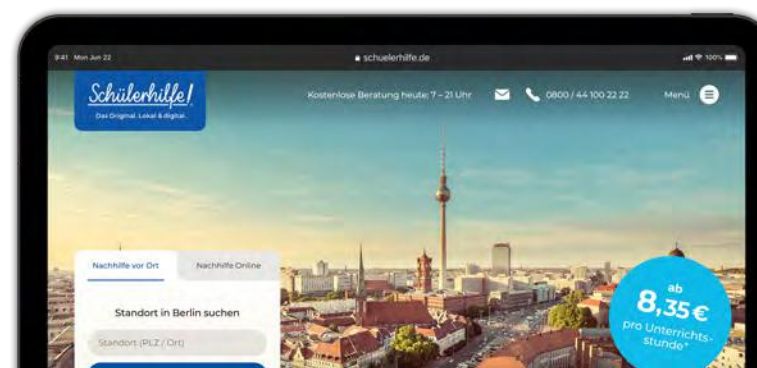 9:41 Mon Jun 22
schuelerhilfe.de
100%
Schülerhilfe!
Das Original. Lokal & digital.
Kostenlose Beratung heute: 7 – 21 Uhr
0800 / 44 100 22 22
Menü
Nachhilfe vor Ort
Nachhilfe Online
Standort in Berlin suchen
Standort (PLZ / Ort)
ab
8,35 €
pro Unterrichts-
stunde*